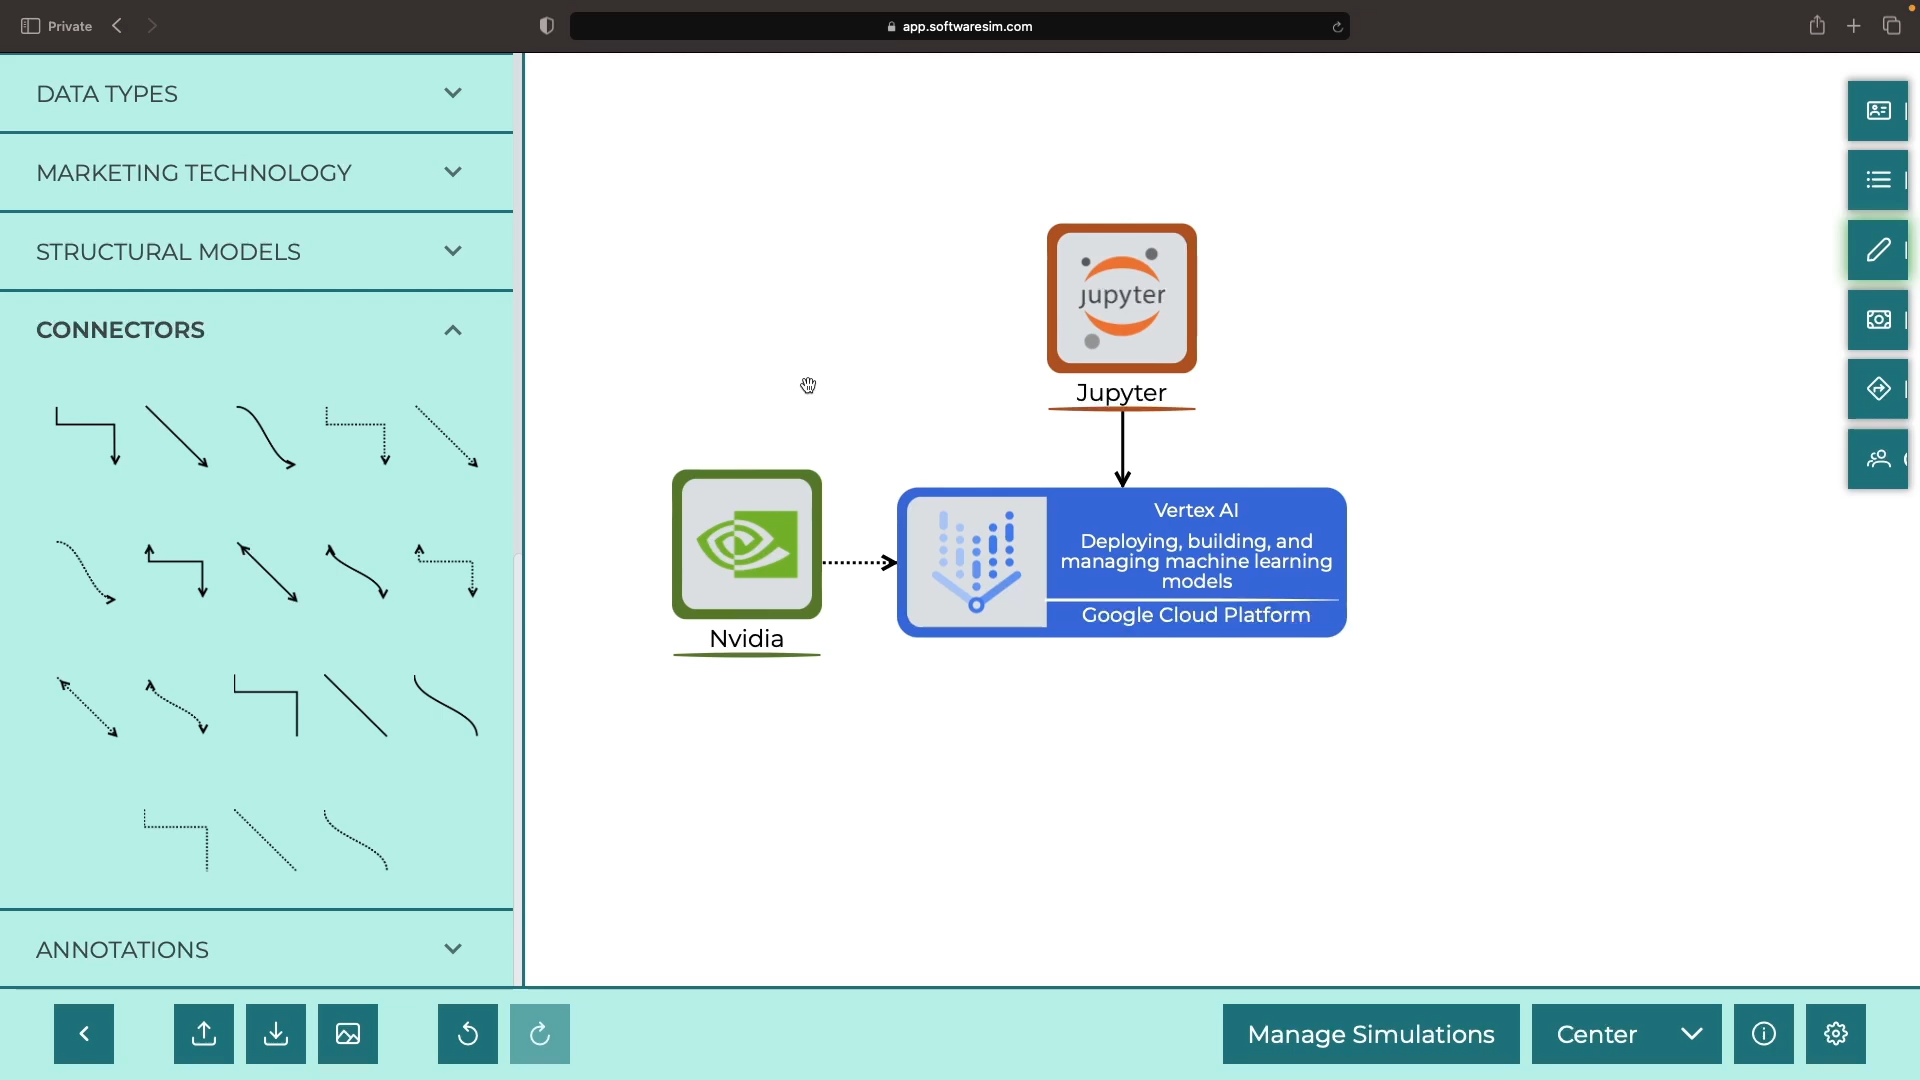 Private
app.softwaresim.com
DATA TYPES
MARKETING TECHNOLOGY
STRUCTURAL MODELS
CONNECTORS
ANNOTATIONS
jupyter
Jupyter
Nvidia
Vertex AI
Deploying, building, and
managing machine learning
models
Google Cloud Platform
Manage Simulations
Center